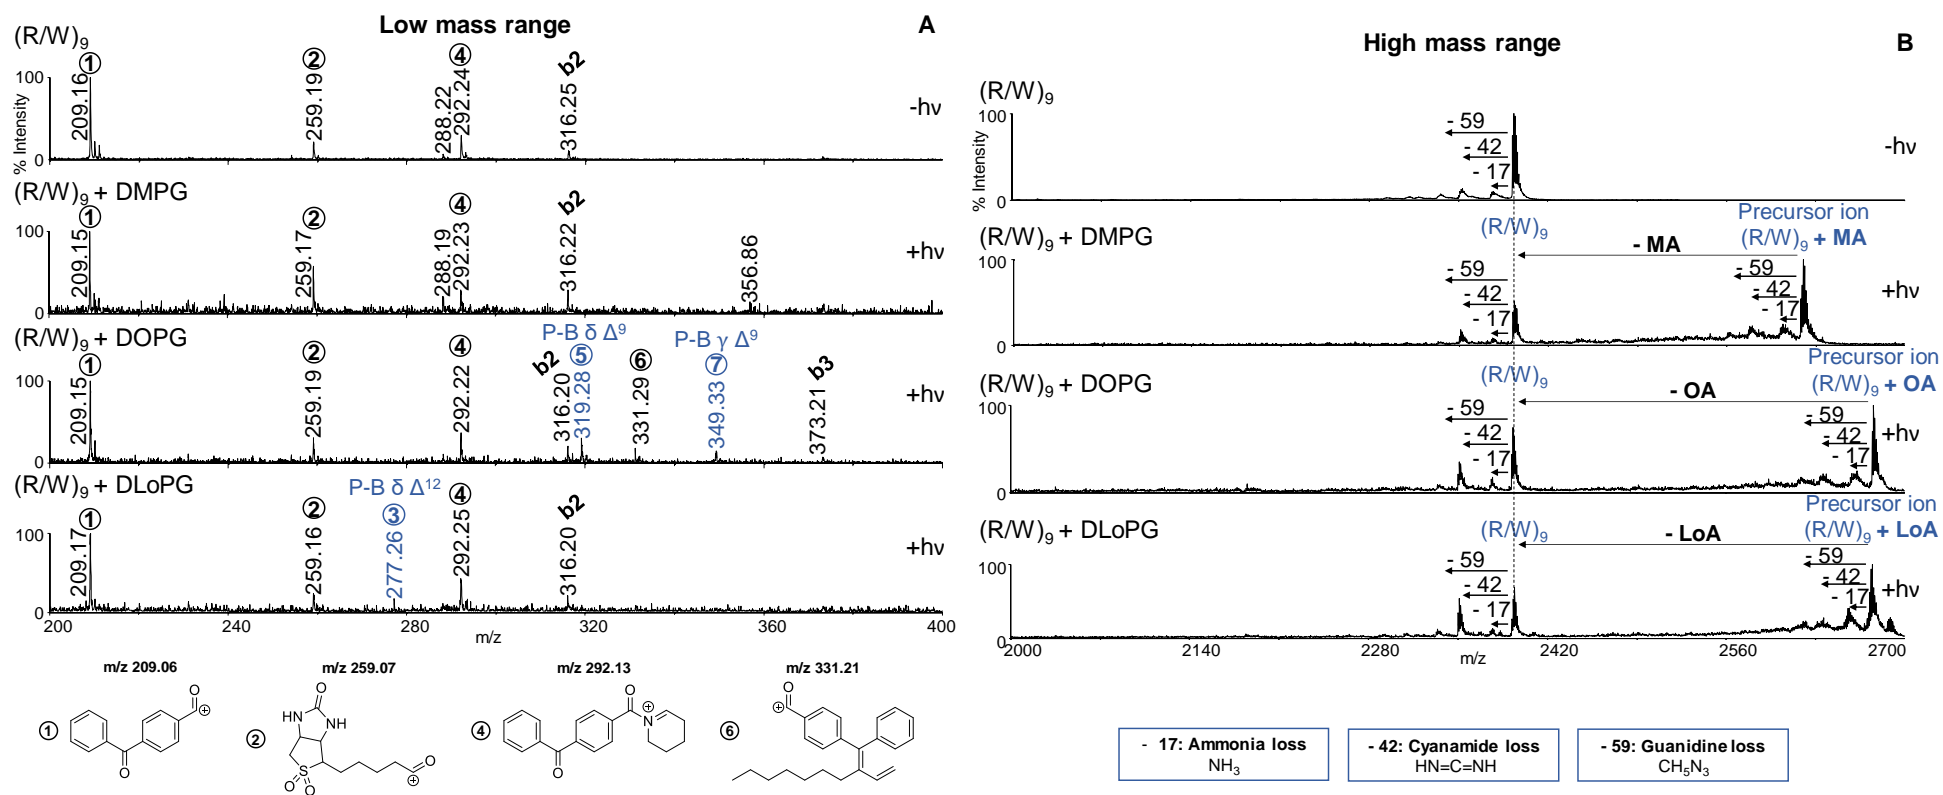 Low mass range
A
(R/W)9
% Intensity
100
0
① 209.16
② 259.19
288.22
④ 292.24
b2 316.25
-hν
(R/W)9 + DMPG
100
0
① 209.15
② 259.17
288.19
④ 292.23
b2 316.22
356.86
+hν
(R/W)9 + DOPG
100
0
① 209.15
② 259.19
④ 292.22
b2 316.20
P-B δ Δ9
⑤ 319.28
⑥ 331.29
P-B γ Δ9
⑦ 349.33
b3 373.21
+hν
(R/W)9 + DLoPG
100
0
① 209.17
② 259.16
P-B δ Δ12
③ 277.26
④ 292.25
b2 316.20
+hν
200 240 280 320 360 400
m/z
m/z 209.06
m/z 259.07
m/z 292.13
m/z 331.21
① O O
② O HN NH S O O O
④ O N O
⑥ O
High mass range
B
(R/W)9
% Intensity
100
0
- 59
- 42
- 17
-hν
(R/W)9 + DMPG
100
0
- 59
- 42
- 17
(R/W)9
- MA
Precursor ion
(R/W)9 + MA
- 59
- 42
- 17
+hν
(R/W)9 + DOPG
100
0
- 59
- 42
- 17
(R/W)9
- OA
Precursor ion
(R/W)9 + OA
- 59
- 42
- 17
+hν
(R/W)9 + DLoPG
100
0
- 59
- 42
- 17
(R/W)9
- LoA
Precursor ion
(R/W)9 + LoA
- 59
- 42
- 17
+hν
2000 2140 2280 2420 2560 2700
m/z
- 17: Ammonia loss
NH3
- 42: Cyanamide loss
HN=C=NH
- 59: Guanidine loss
CH5N3